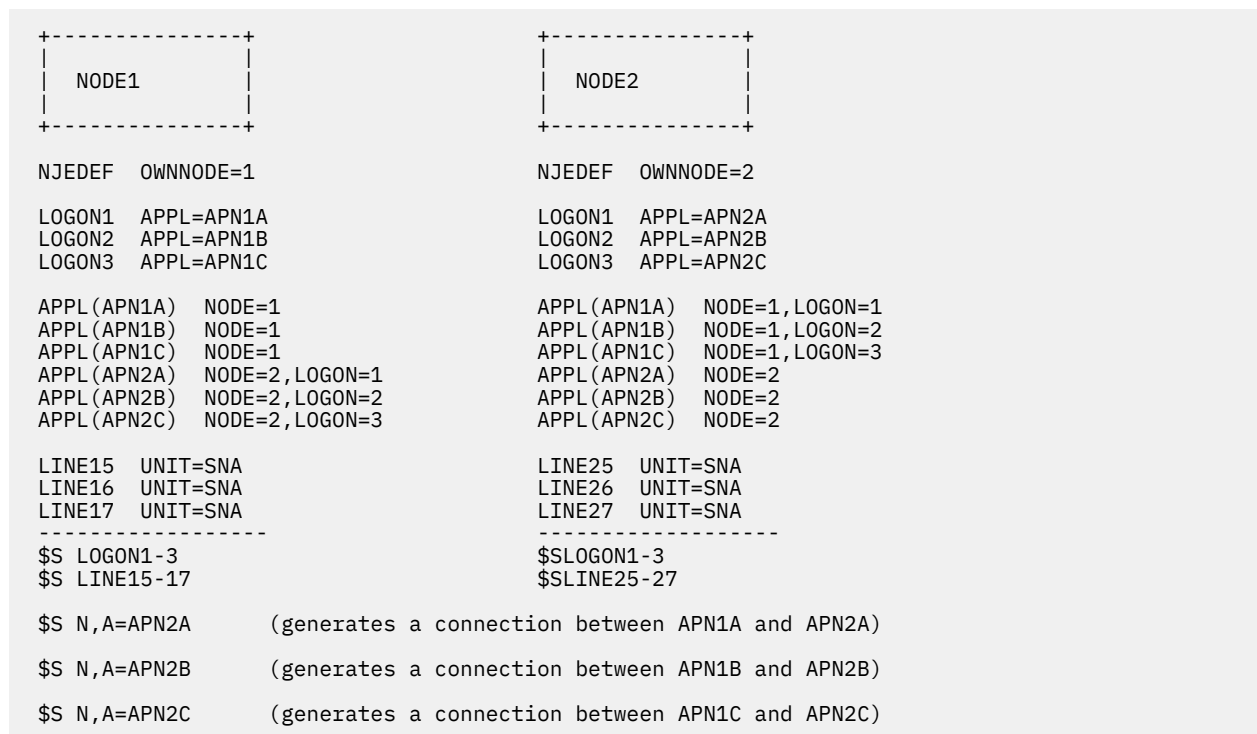 +---------------+                          +---------------+
|               |                          |               |
|  NODE1        |                          |  NODE2        |
|               |                          |               |
+---------------+                          +---------------+
NJEDEF  OWNNODE=1                          NJEDEF  OWNNODE=2
LOGON1  APPL=APN1A                         LOGON1  APPL=APN2A
LOGON2  APPL=APN1B                         LOGON2  APPL=APN2B
LOGON3  APPL=APN1C                         LOGON3  APPL=APN2C
APPL(APN1A)  NODE=1                        APPL(APN1A)  NODE=1,LOGON=1
APPL(APN1B)  NODE=1                        APPL(APN1B)  NODE=1,LOGON=2
APPL(APN1C)  NODE=1                        APPL(APN1C)  NODE=1,LOGON=3
APPL(APN2A)  NODE=2,LOGON=1                APPL(APN2A)  NODE=2
APPL(APN2B)  NODE=2,LOGON=2                APPL(APN2B)  NODE=2
APPL(APN2C)  NODE=2,LOGON=3                APPL(APN2C)  NODE=2
LINE15  UNIT=SNA                           LINE25  UNIT=SNA
LINE16  UNIT=SNA                           LINE26  UNIT=SNA
LINE17  UNIT=SNA                           LINE27  UNIT=SNA
------------------                         -------------------
$S LOGON1-3                                $SLOGON1-3
$S LINE15-17                               $SLINE25-27
$S N,A=APN2A      (generates a connection between APN1A and APN2A)
$S N,A=APN2B      (generates a connection between APN1B and APN2B)
$S N,A=APN2C      (generates a connection between APN1C and APN2C)